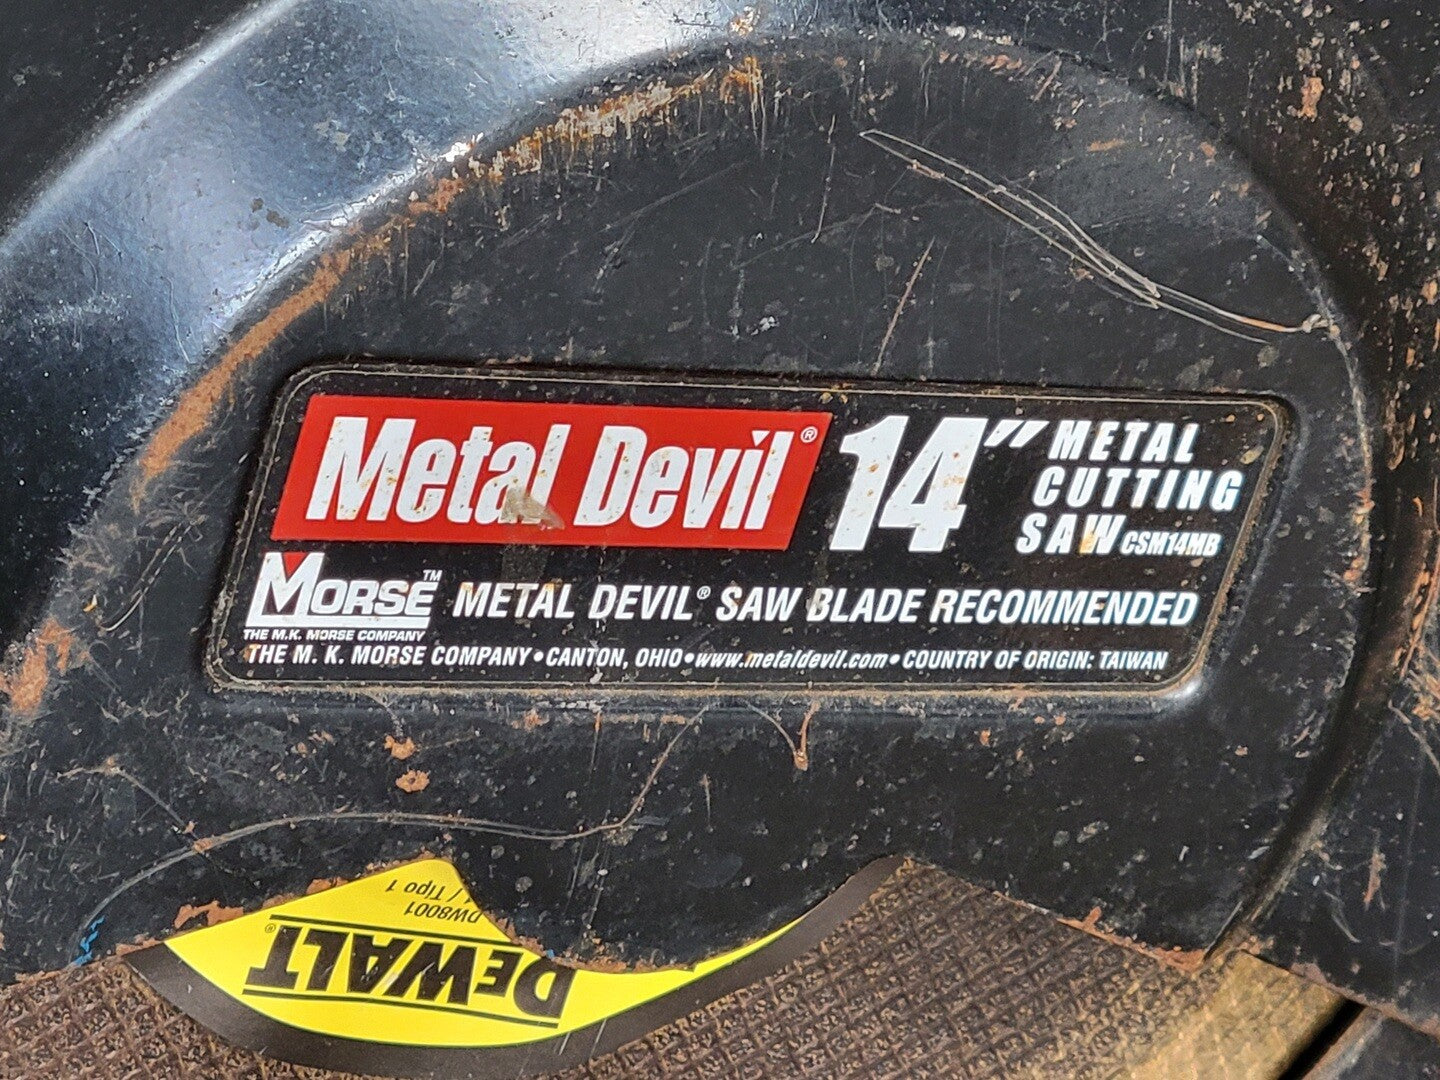 Metal Devil® 14" METAL
CUTTING
SAW CSM14MB
MORSE™ METAL DEVIL® SAW BLADE RECOMMENDED
THE M.K. MORSE COMPANY
THE M. K. MORSE COMPANY • CANTON, OHIO • www.metaldevil.com • COUNTRY OF ORIGIN: TAIWAN
DEWALT®
DW8001
/ Tipo 1